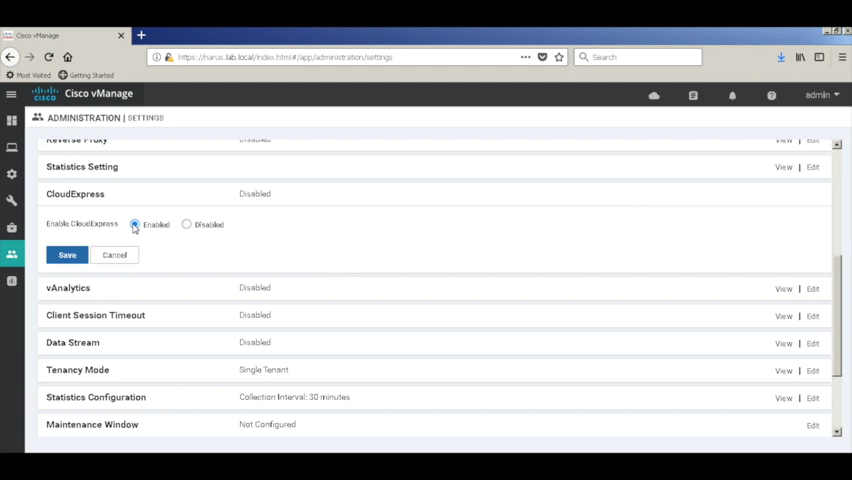 Cisco vManage
https://narus.lab.local/index.html#/app/administration/settings
Search
Most Visited Getting Started
CISCO Cisco vManage admin
ADMINISTRATION | SETTINGS
Reverse Proxy Disabled View | Edit
Statistics Setting View | Edit
CloudExpress Disabled
Enable CloudExpress Enabled Disabled
Save Cancel
vAnalytics Disabled View | Edit
Client Session Timeout Disabled View | Edit
Data Stream Disabled View | Edit
Tenancy Mode Single Tenant View | Edit
Statistics Configuration Collection Interval: 30 minutes View | Edit
Maintenance Window Not Configured Edit